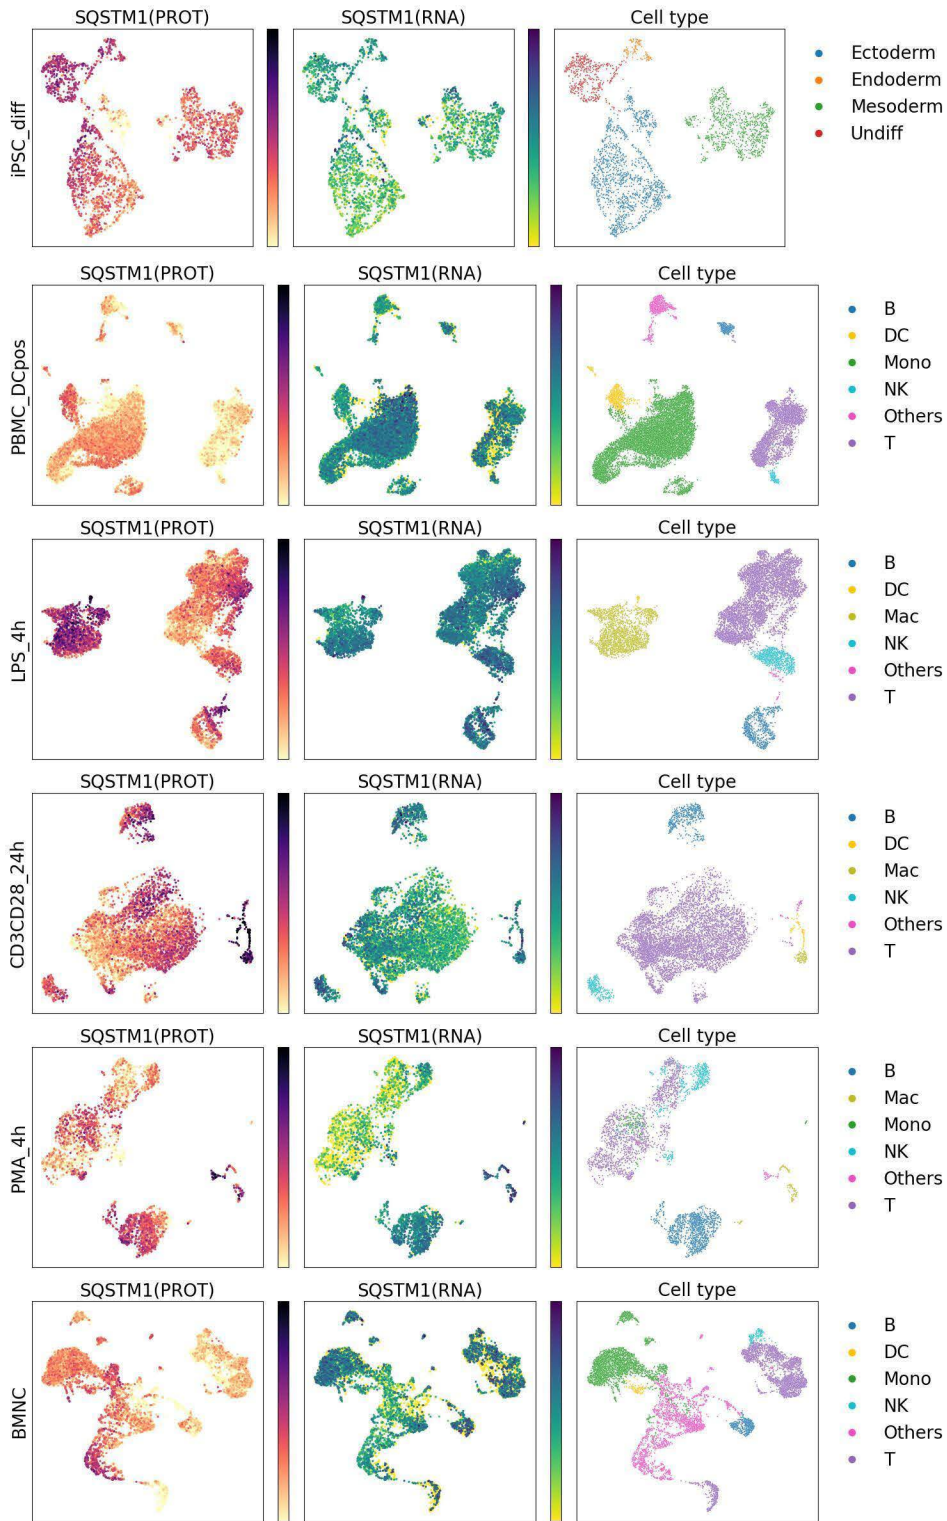 SQSTM1(PROT) SQSTM1(RNA) Cell type
iPSC_diff
Ectoderm
Endoderm
Mesoderm
Undiff
SQSTM1(PROT) SQSTM1(RNA) Cell type
PBMC_DCpos
B
DC
Mono
NK
Others
T
SQSTM1(PROT) SQSTM1(RNA) Cell type
LPS_4h
B
DC
Mac
NK
Others
T
SQSTM1(PROT) SQSTM1(RNA) Cell type
CD3CD28_24h
B
DC
Mac
NK
Others
T
SQSTM1(PROT) SQSTM1(RNA) Cell type
PMA_4h
B
Mac
Mono
NK
Others
T
SQSTM1(PROT) SQSTM1(RNA) Cell type
BMNC
B
DC
Mono
NK
Others
T